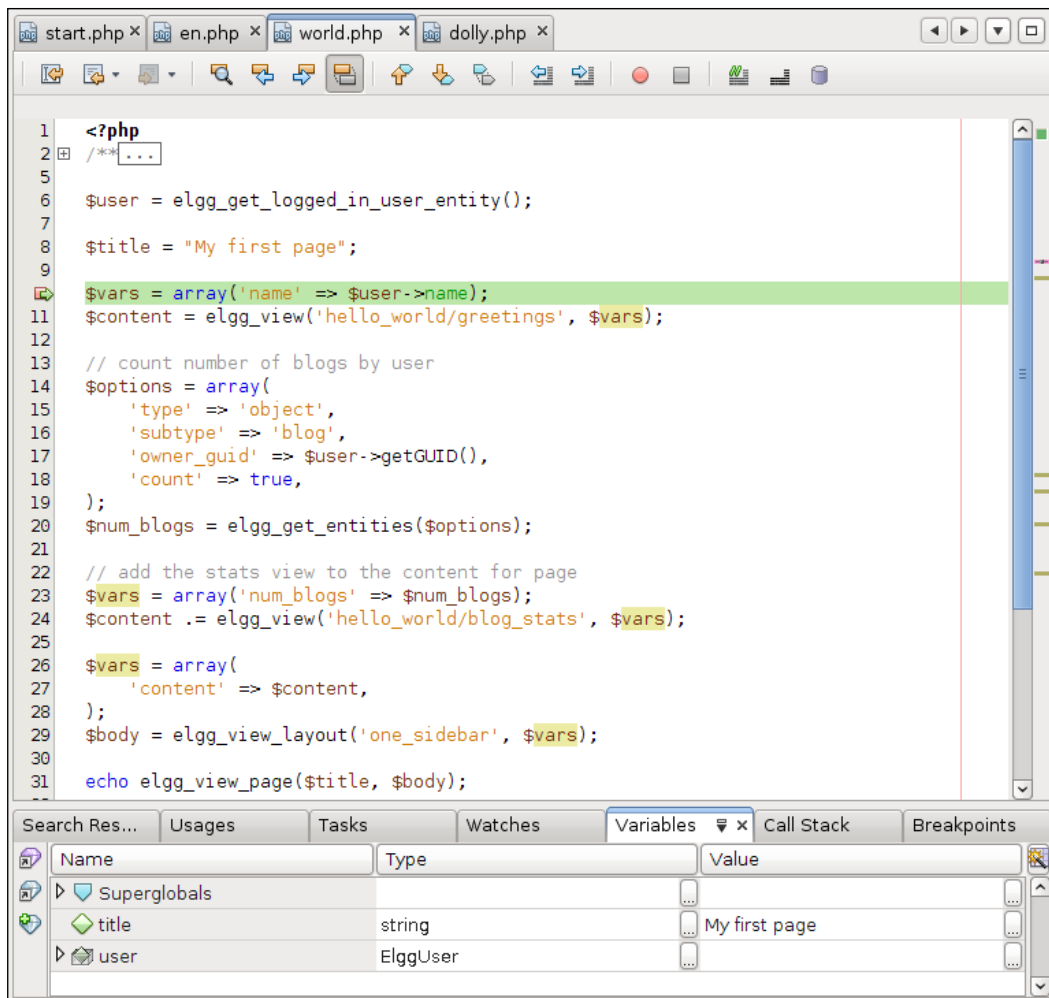 start.php en.php world.php dolly.php
1 <?php
2 /**...
5
6 $user = elgg_get_logged_in_user_entity();
7
8 $title = "My first page";
9
$vars = array('name' => $user->name);
11 $content = elgg_view('hello_world/greetings', $vars);
12
13 // count number of blogs by user
14 $options = array(
15     'type' => 'object',
16     'subtype' => 'blog',
17     'owner_guid' => $user->getGUID(),
18     'count' => true,
19 );
20 $num_blogs = elgg_get_entities($options);
21
22 // add the stats view to the content for page
23 $vars = array('num_blogs' => $num_blogs);
24 $content .= elgg_view('hello_world/blog_stats', $vars);
25
26 $vars = array(
27     'content' => $content,
28 );
29 $body = elgg_view_layout('one_sidebar', $vars);
30
31 echo elgg_view_page($title, $body);
Search Res... Usages Tasks Watches Variables Call Stack Breakpoints
Name Type Value
Superglobals ... ...
title string ... My first page ...
user ElggUser ... ...